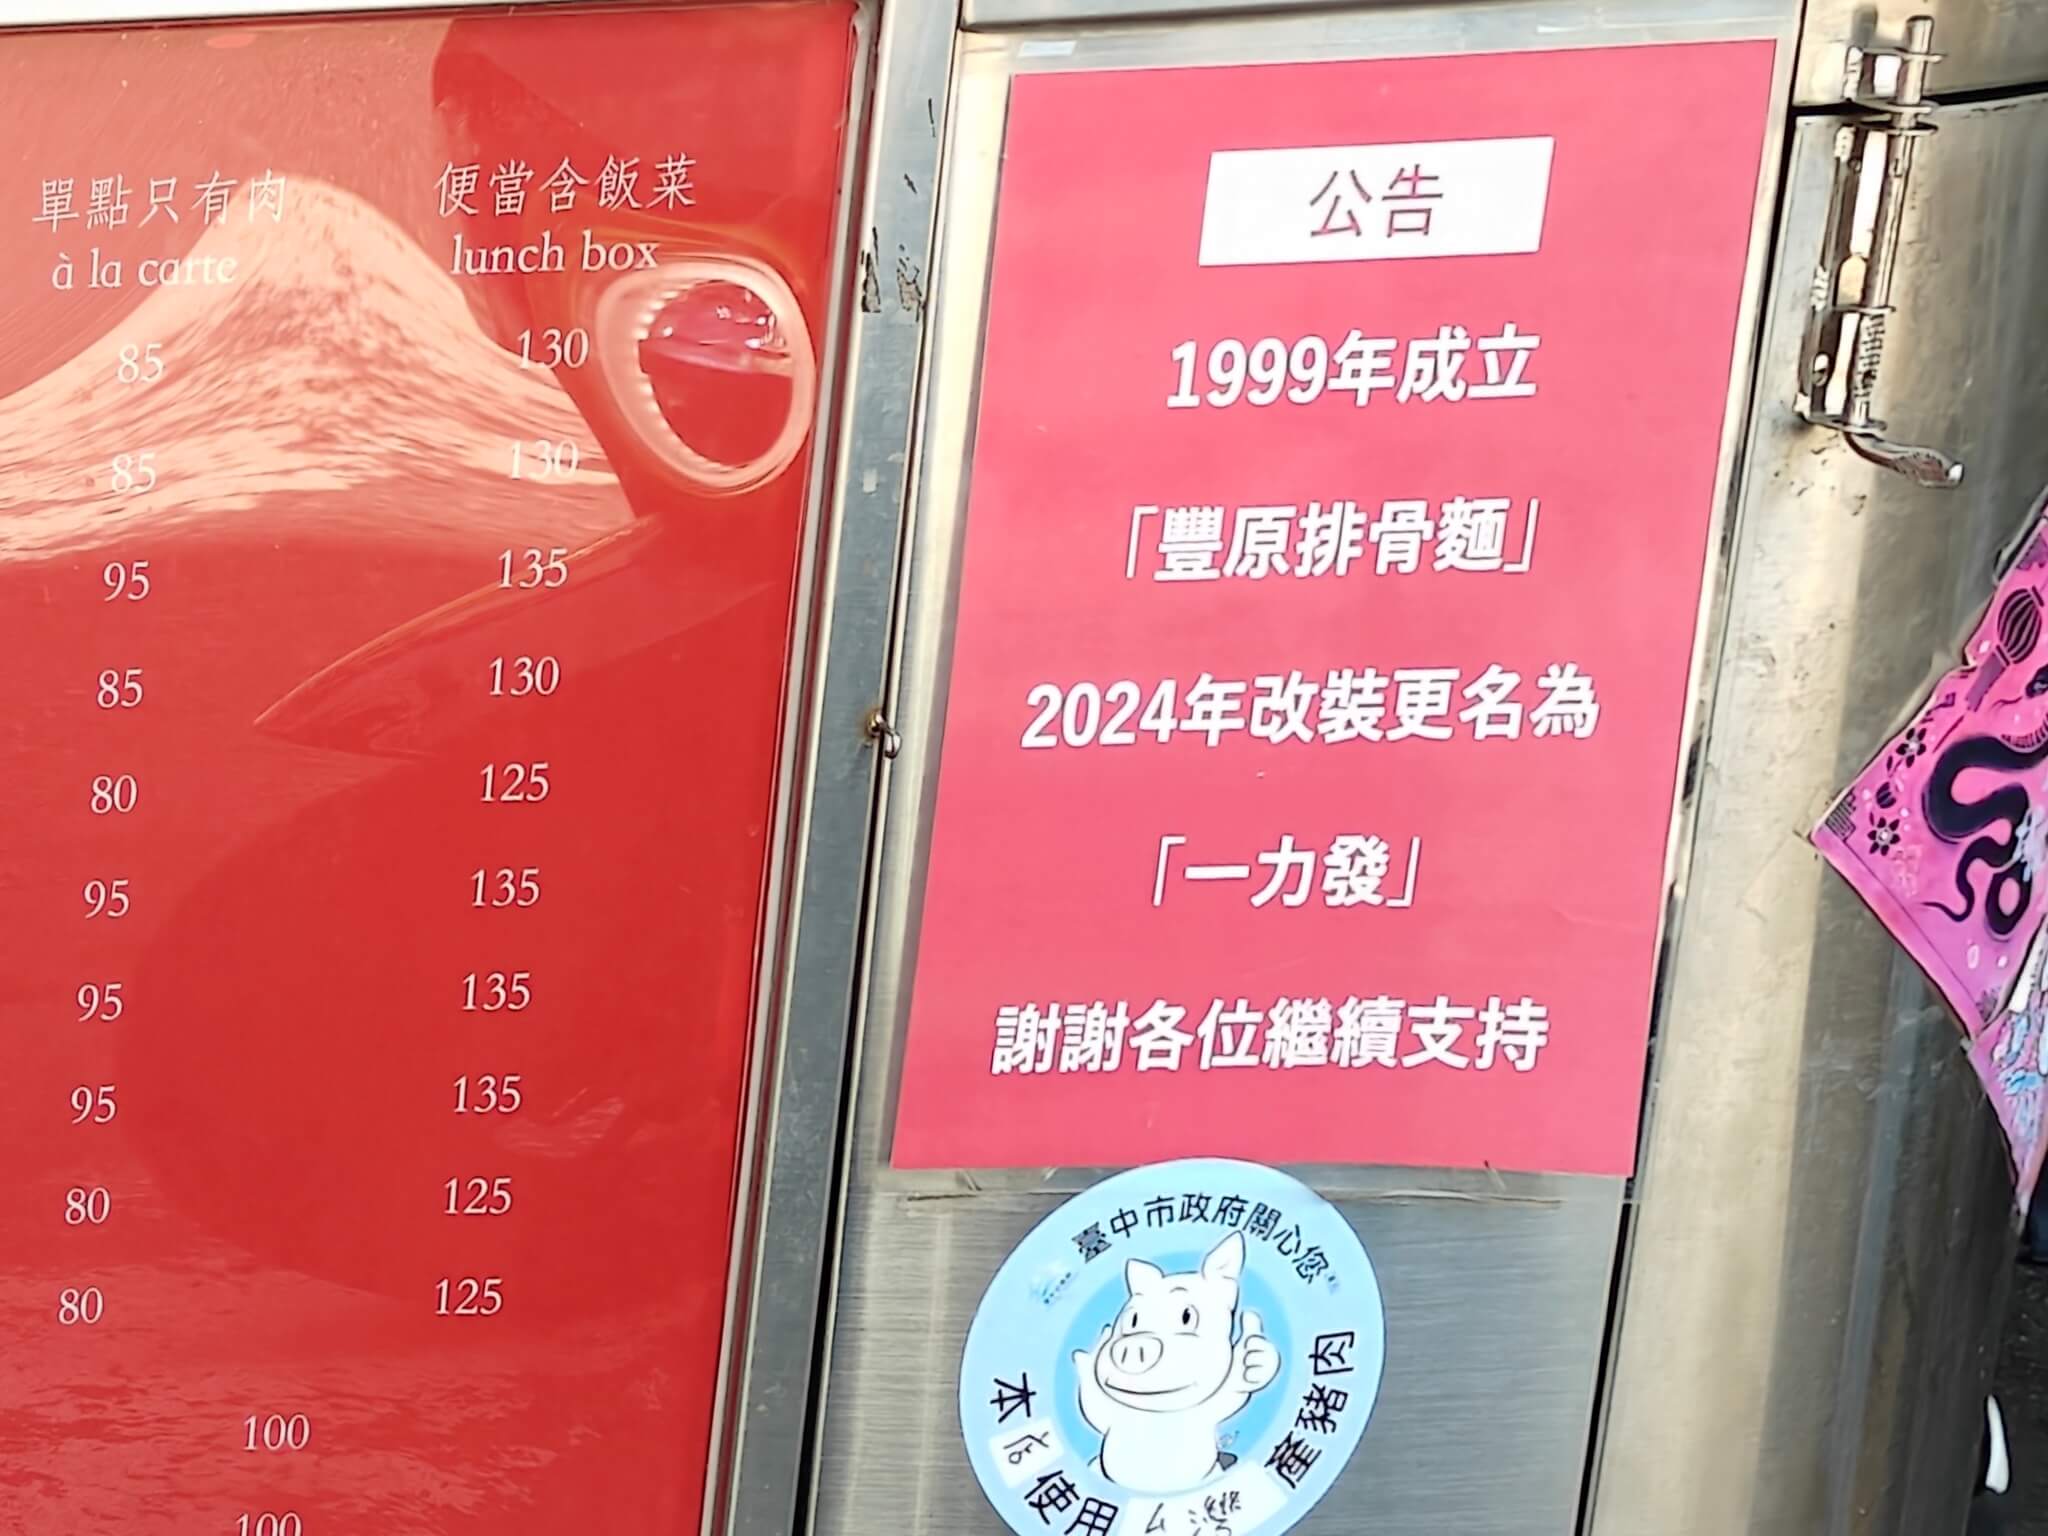 單點只有肉 便當含飯菜
à la carte lunch box
85 130
85 130
95 135
85 130
80 125
95 135
95 135
95 135
80 125
80 125
100
100
公告
1999年成立
「豐原排骨麵」
2024年改裝更名為
「一力發」
謝謝各位繼續支持
臺中市政府關心您
本店使用台灣產豬肉